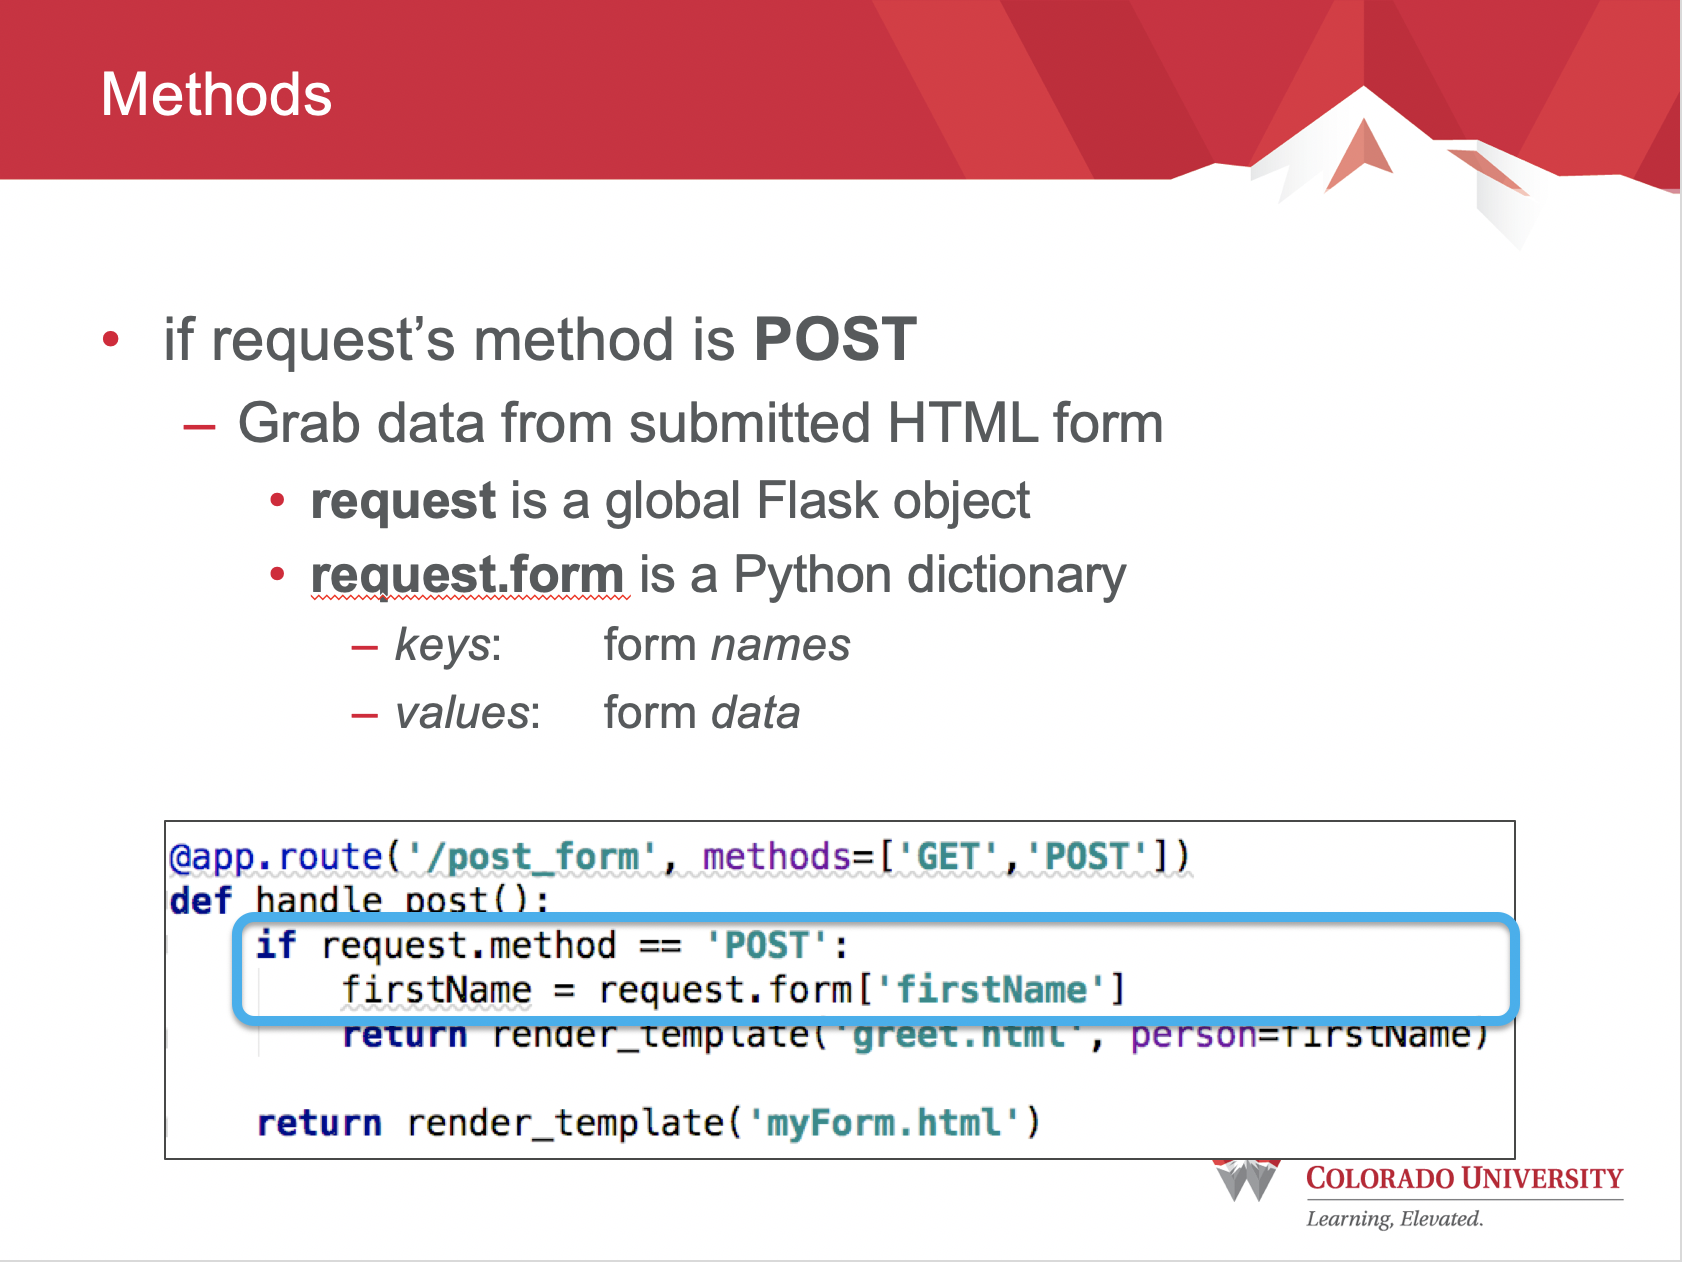 Methods
• if request’s method is POST
– Grab data from submitted HTML form
• request is a global Flask object
• request.form is a Python dictionary
– keys: form names
– values: form data
@app.route('/post_form', methods=['GET','POST'])
def handle_post():
if request.method == 'POST':
firstName = request.form['firstName']
return render_template('greet.html', person=firstName)
return render_template('myForm.html')
COLORADO UNIVERSITY
Learning, Elevated.